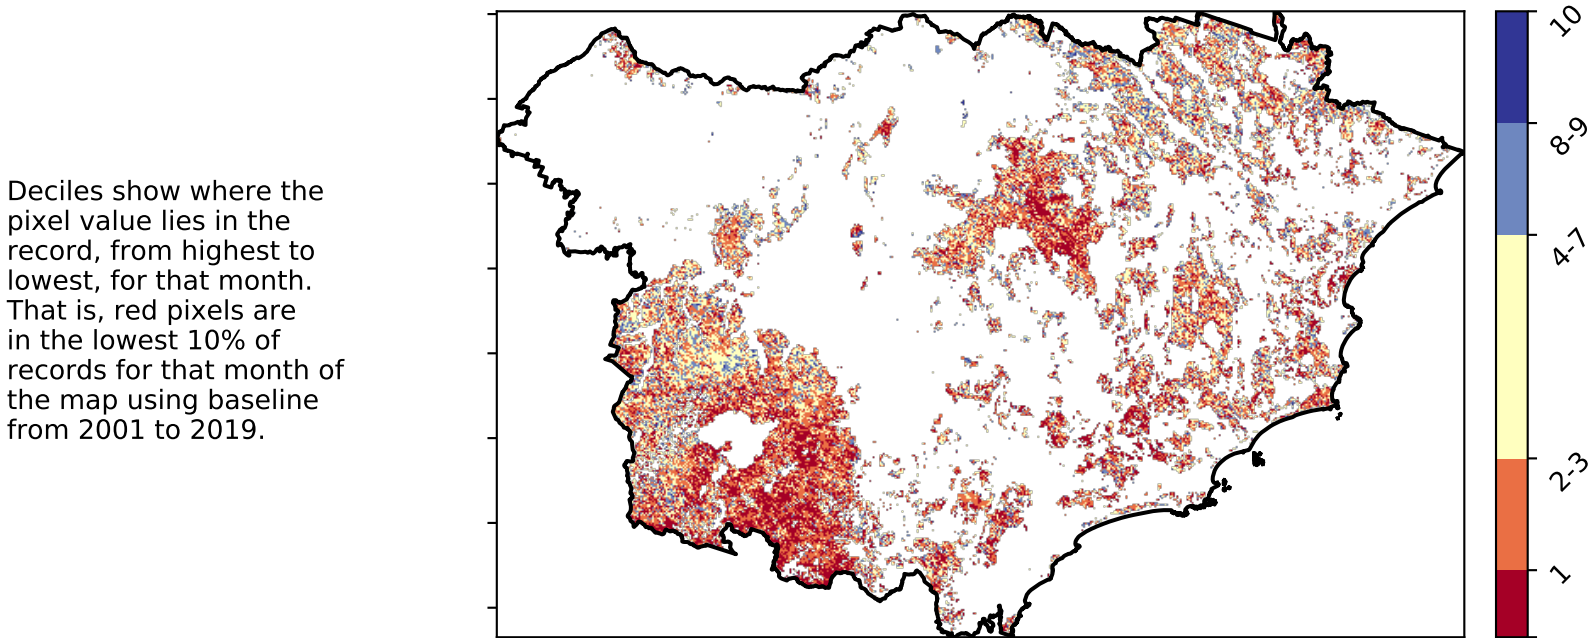 Deciles show where the
pixel value lies in the
record, from highest to
lowest, for that month.
That is, red pixels are
in the lowest 10% of
records for that month of
the map using baseline
from 2001 to 2019.
10
8-9
4-7
2-3
1